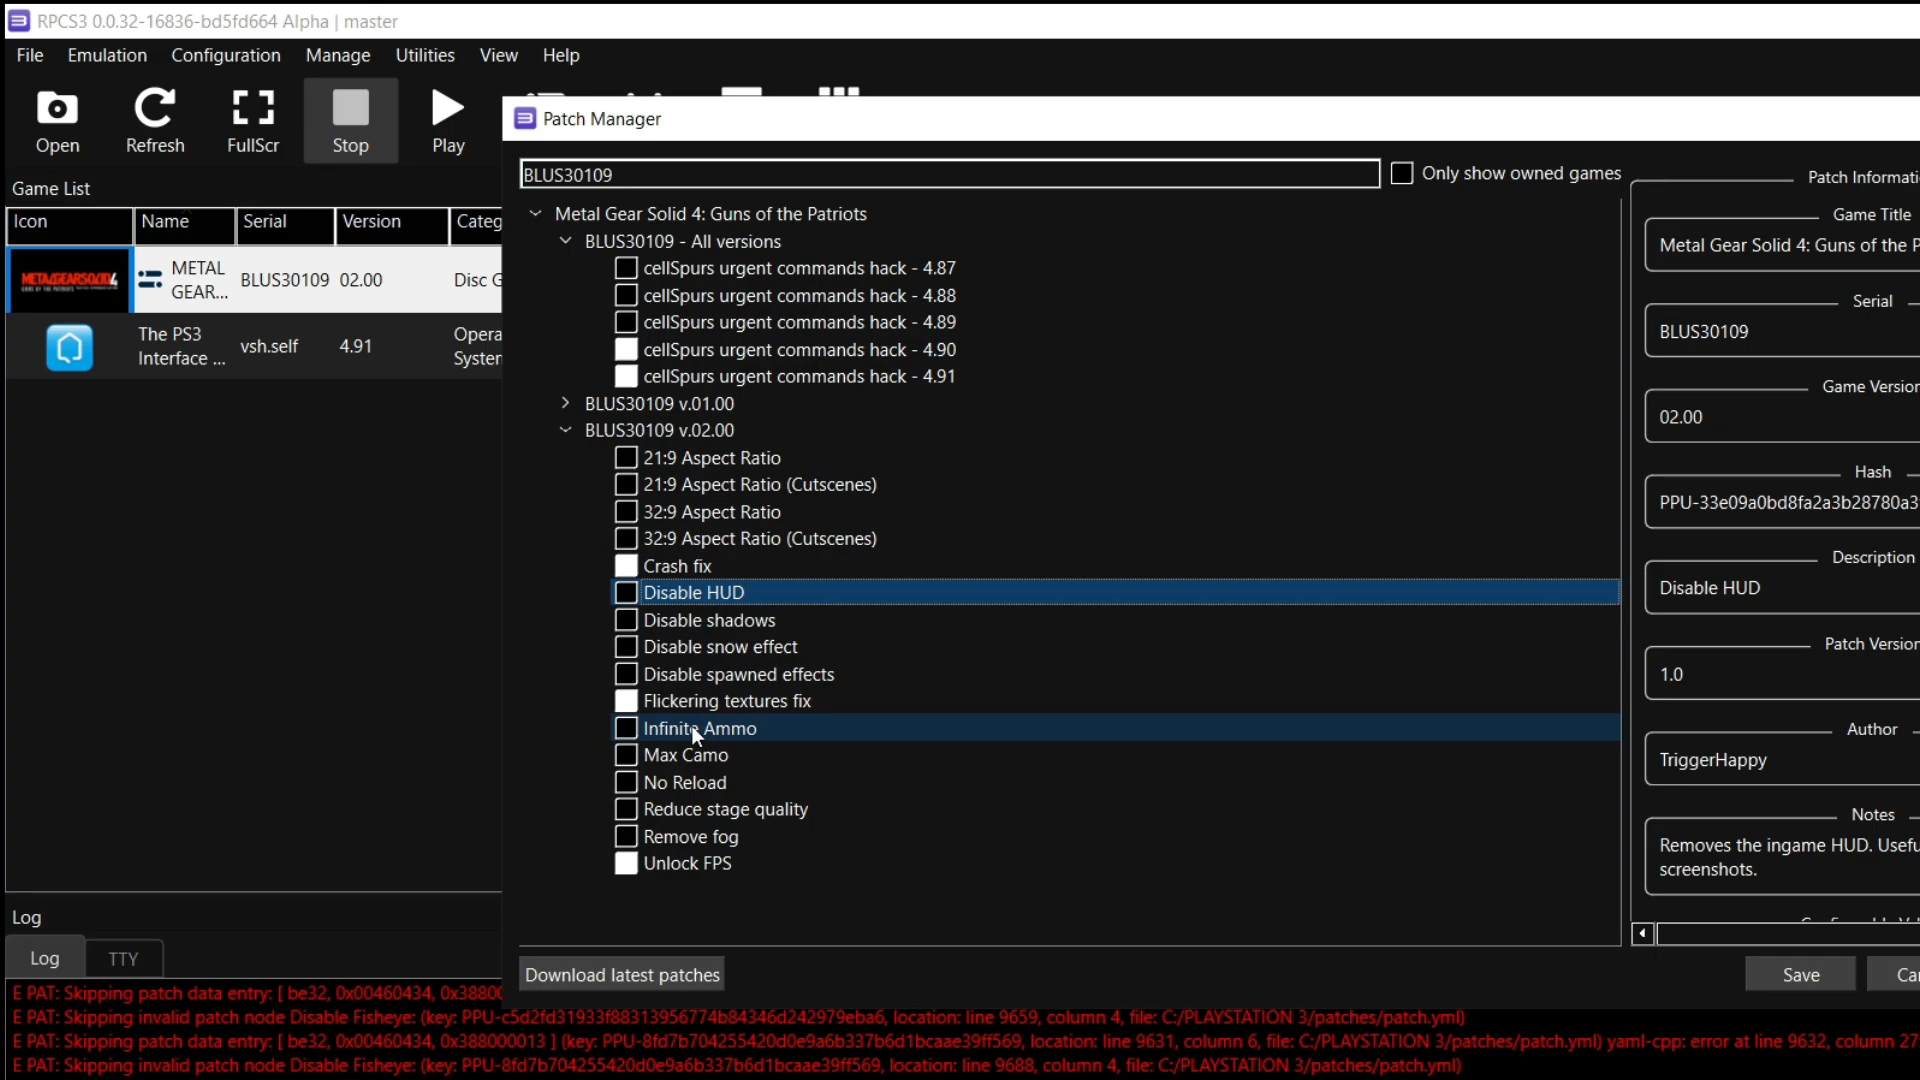 RPCS3 0.0.32-16836-bd5fd664 Alpha | master
File Emulation Configuration Manage Utilities View Help
Open Refresh FullScr Stop Play
Patch Manager
BLUS30109
Only show owned games
Game List
Icon Name Serial Version Categ
METAL GEAR SOLID 4
METAL
GEAR...
BLUS30109 02.00 Disc G
The PS3
Interface ...
vsh.self 4.91
Opera
System
Metal Gear Solid 4: Guns of the Patriots
BLUS30109 - All versions
cellSpurs urgent commands hack - 4.87
cellSpurs urgent commands hack - 4.88
cellSpurs urgent commands hack - 4.89
cellSpurs urgent commands hack - 4.90
cellSpurs urgent commands hack - 4.91
BLUS30109 v.01.00
BLUS30109 v.02.00
21:9 Aspect Ratio
21:9 Aspect Ratio (Cutscenes)
32:9 Aspect Ratio
32:9 Aspect Ratio (Cutscenes)
Crash fix
Disable HUD
Disable shadows
Disable snow effect
Disable spawned effects
Flickering textures fix
Infinite Ammo
Max Camo
No Reload
Reduce stage quality
Remove fog
Unlock FPS
Download latest patches
Patch Informati
Game Title
Metal Gear Solid 4: Guns of the P
Serial
BLUS30109
Game Version
02.00
Hash
PPU-33e09a0bd8fa2a3b28780a3
Description
Disable HUD
Patch Version
1.0
Author
TriggerHappy
Notes
Removes the ingame HUD. Usefu
screenshots.
Save Can
Log
Log TTY
E PAT: Skipping patch data entry: [ be32, 0x00460434, 0x38800
E PAT: Skipping invalid patch node Disable Fisheye: (key: PPU-c5d2fd31933f88313956774b84346d242979eba6, location: line 9659, column 4, file: C:/PLAYSTATION 3/patches/patch.yml)
E PAT: Skipping patch data entry: [ be32, 0x00460434, 0x388000013 ] (key: PPU-8fd7b704255420d0e9a6b337b6d1bcaae39ff569, location: line 9631, column 6, file: C:/PLAYSTATION 3/patches/patch.yml) yaml-cpp: error at line 9632, column 27
E PAT: Skipping invalid patch node Disable Fisheye: (key: PPU-8fd7b704255420d0e9a6b337b6d1bcaae39ff569, location: line 9688, column 4, file: C:/PLAYSTATION 3/patches/patch.yml)